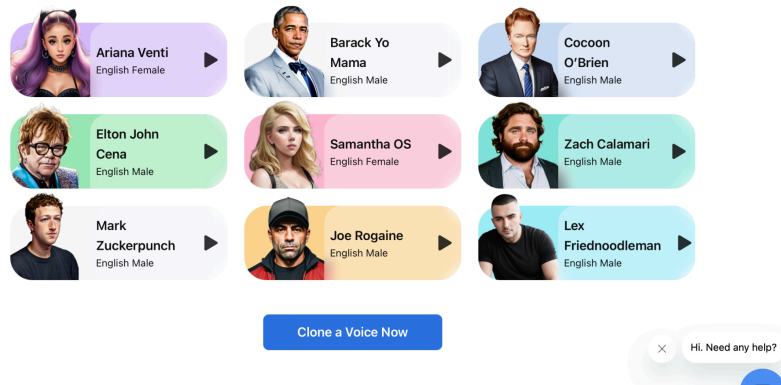 Ariana Venti
English Female
Barack Yo
Mama
English Male
Cocoon
O’Brien
English Male
Elton John
Cena
English Male
Samantha OS
English Female
Zach Calamari
English Male
Mark
Zuckerpunch
English Male
Joe Rogaine
English Male
Lex
Friednoodleman
English Male
Clone a Voice Now
Hi. Need any help?